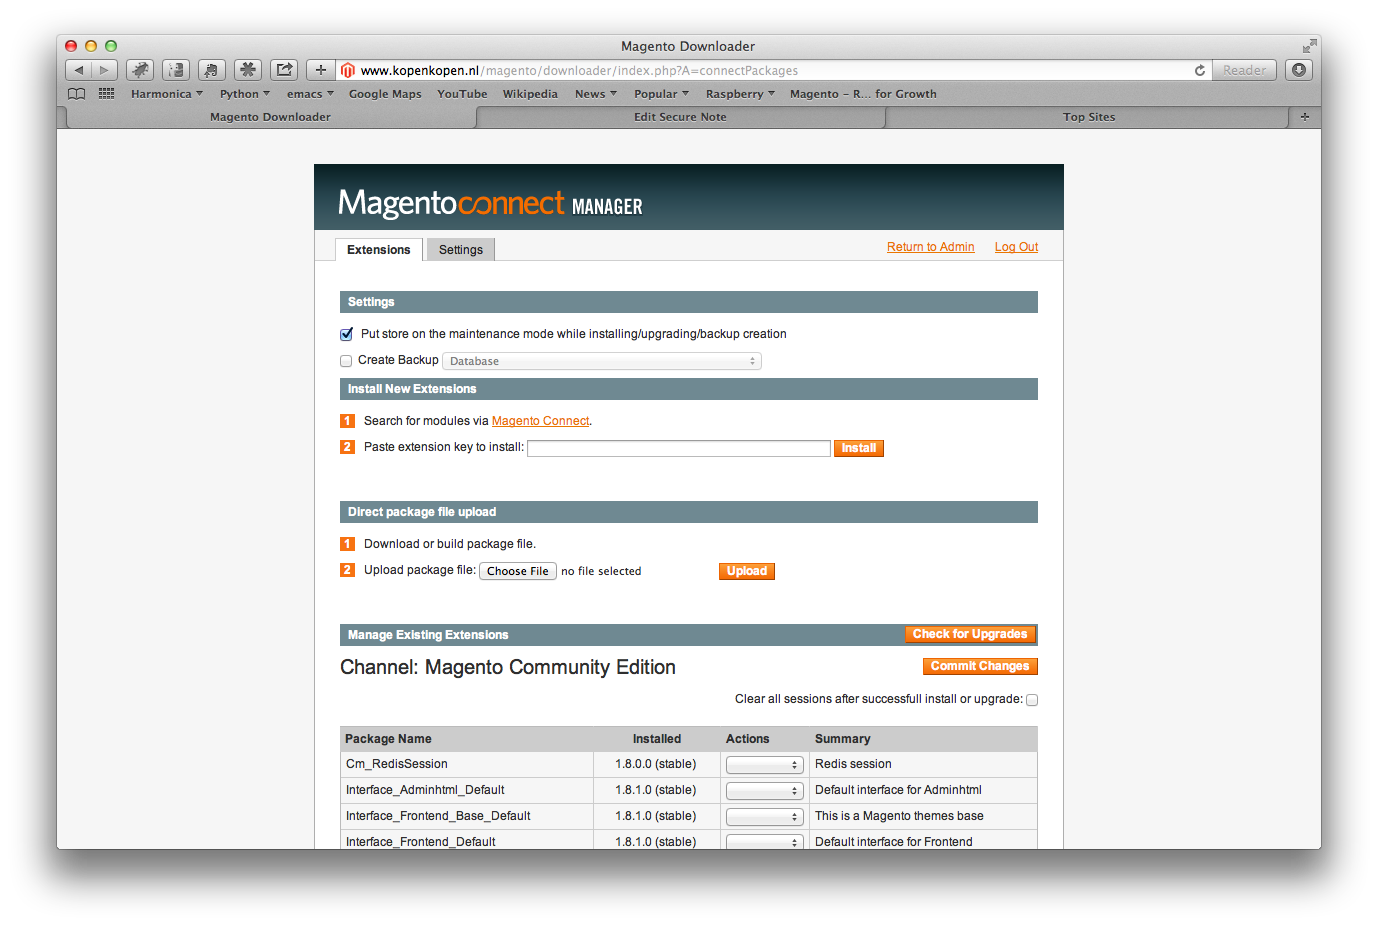 Magento Downloader
www.kopenkopen.nl/magento/downloader/index.php?A=connectPackages
Reader
Harmonica Python emacs Google Maps YouTube Wikipedia News Popular Raspberry Magento – R... for Growth
Magento Downloader Edit Secure Note Top Sites
Magentoconnect MANAGER
Extensions Settings Return to Admin Log Out
Settings
Put store on the maintenance mode while installing/upgrading/backup creation
Create Backup Database
Install New Extensions
1 Search for modules via Magento Connect.
2 Paste extension key to install: Install
Direct package file upload
1 Download or build package file.
2 Upload package file: Choose File no file selected Upload
Manage Existing Extensions Check for Upgrades
Channel: Magento Community Edition Commit Changes
Clear all sessions after successfull install or upgrade:
Package Name Installed Actions Summary
Cm_RedisSession 1.8.0.0 (stable) Redis session
Interface_Adminhtml_Default 1.8.1.0 (stable) Default interface for Adminhtml
Interface_Frontend_Base_Default 1.8.1.0 (stable) This is a Magento themes base
Interface_Frontend_Default 1.8.1.0 (stable) Default interface for Frontend